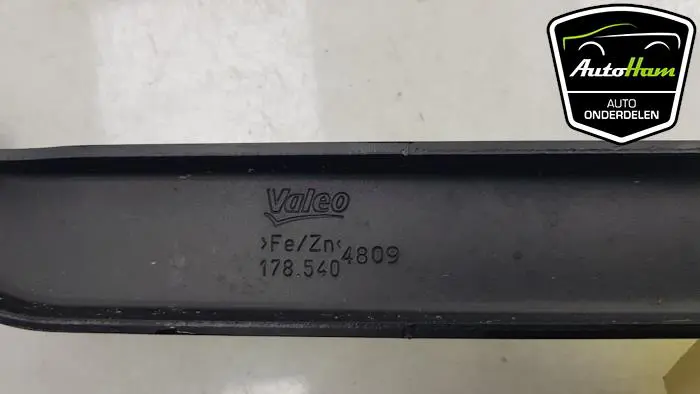 AutoHam
AUTO
ONDERDELEN
Valeo
>Fe/Zn< 4809
178.540